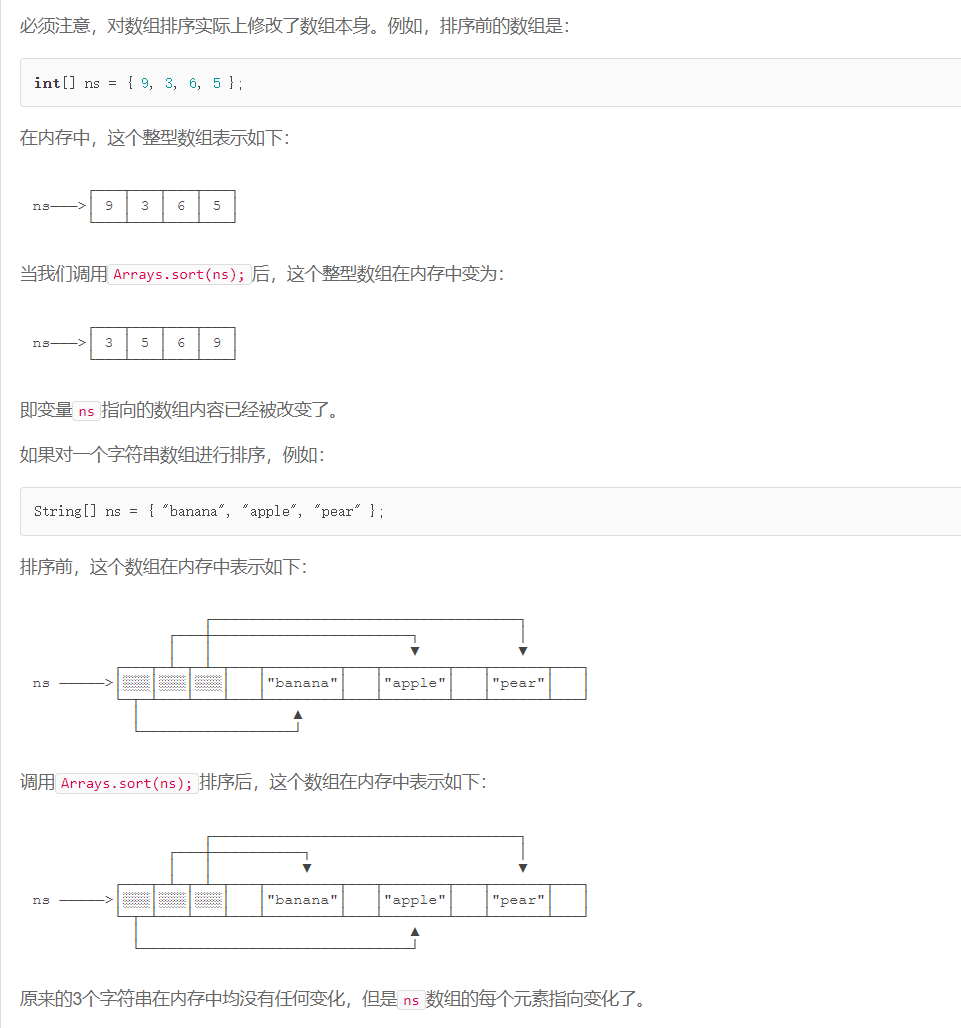 必须注意，对数组排序实际上修改了数组本身。例如，排序前的数组是：
int[] ns = { 9, 3, 6, 5 };
在内存中，这个整型数组表示如下：
ns───>│ 9 │ 3 │ 6 │ 5 │
当我们调用Arrays.sort(ns);后，这个整型数组在内存中变为：
ns───>│ 3 │ 5 │ 6 │ 9 │
即变量ns指向的数组内容已经被改变了。
如果对一个字符串数组进行排序，例如：
String[] ns = { "banana", "apple", "pear" };
排序前，这个数组在内存中表示如下：
ns ─────>│░░░│░░░│░░░│ │"banana"│ │"apple"│ │"pear"│ │
调用Arrays.sort(ns);排序后，这个数组在内存中表示如下：
ns ─────>│░░░│░░░│░░░│ │"banana"│ │"apple"│ │"pear"│ │
原来的3个字符串在内存中均没有任何变化，但是ns数组的每个元素指向变化了。